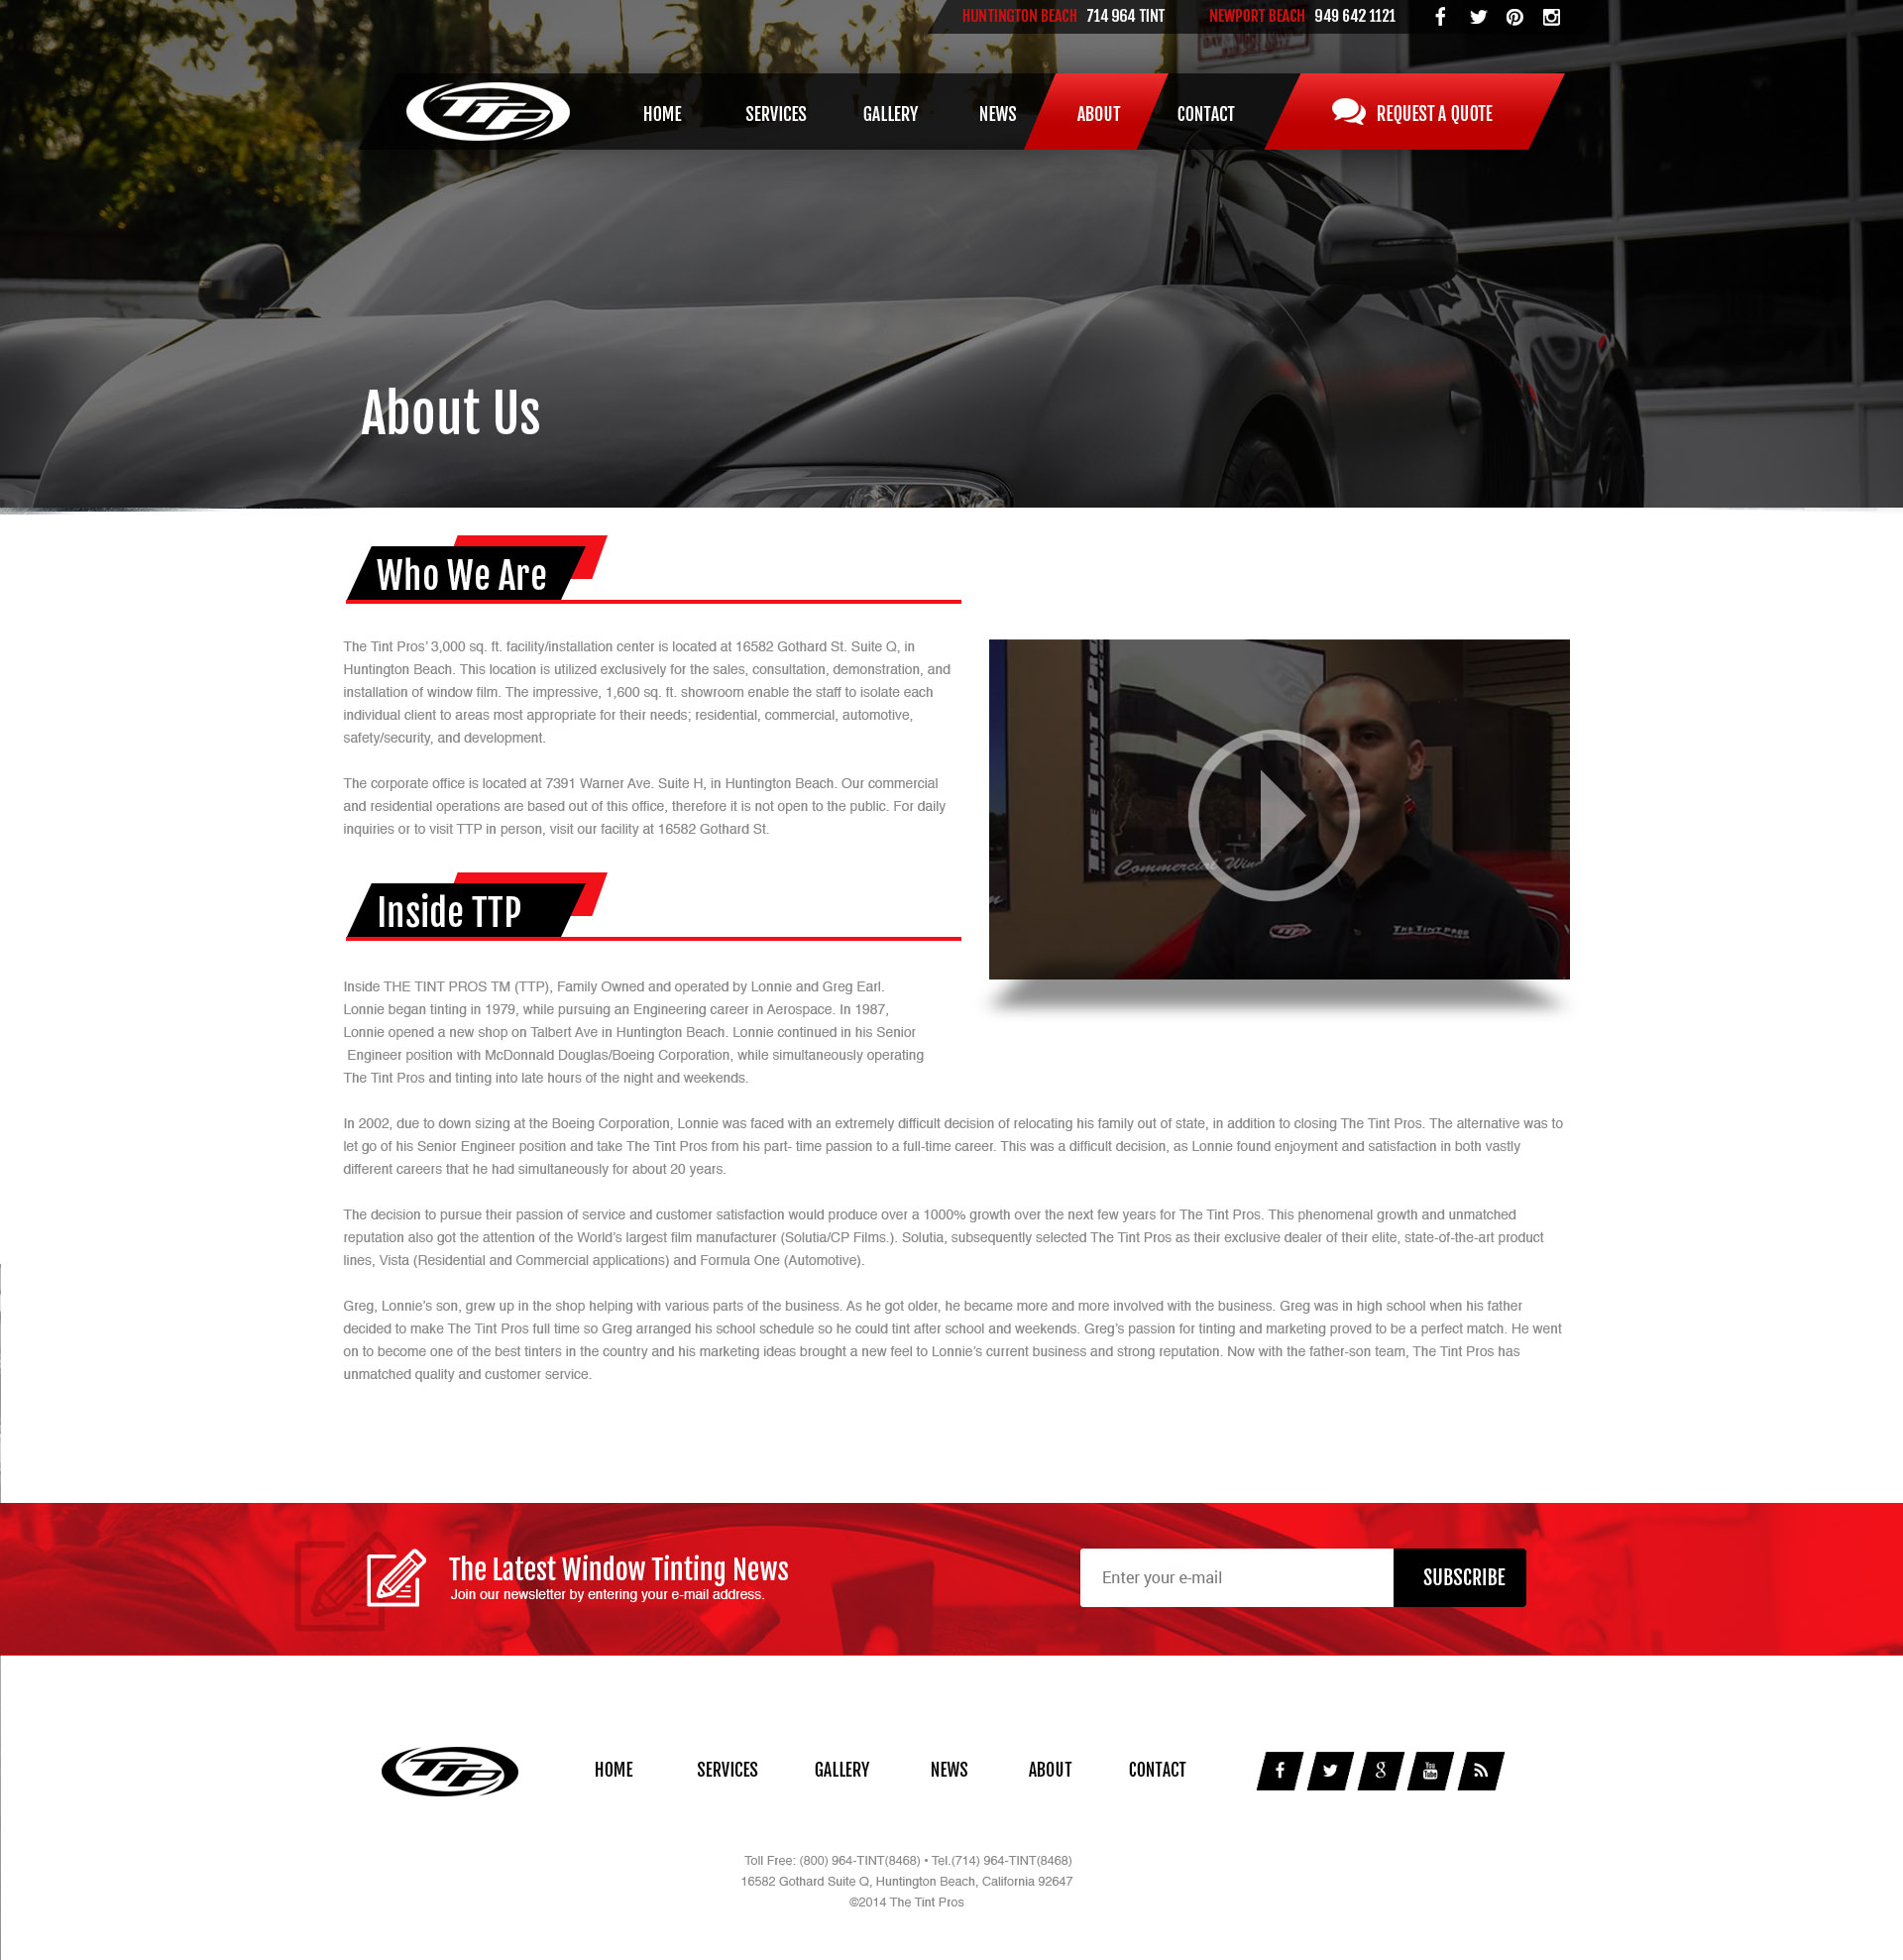 HUNTINGTON BEACH 714 964 TINT NEWPORT BEACH 949 642 1121
TTP HOME SERVICES GALLERY NEWS ABOUT CONTACT REQUEST A QUOTE
About Us
Who We Are
The Tint Pros' 3,000 sq. ft. facility/installation center is located at 16582 Gothard St. Suite Q, in
Huntington Beach. This location is utilized exclusively for the sales, consultation, demonstration, and
installation of window film. The impressive, 1,600 sq. ft. showroom enable the staff to isolate each
individual client to areas most appropriate for their needs; residential, commercial, automotive,
safety/security, and development.
The corporate office is located at 7391 Warner Ave. Suite H, in Huntington Beach. Our commercial
and residential operations are based out of this office, therefore it is not open to the public. For daily
inquiries or to visit TTP in person, visit our facility at 16582 Gothard St.
THE TINT PROS
Commercial
TTP THE TINT PROS
Inside TTP
Inside THE TINT PROS TM (TTP), Family Owned and operated by Lonnie and Greg Earl.
Lonnie began tinting in 1979, while pursuing an Engineering career in Aerospace. In 1987,
Lonnie opened a new shop on Talbert Ave in Huntington Beach. Lonnie continued in his Senior
Engineer position with McDonnald Douglas/Boeing Corporation, while simultaneously operating
The Tint Pros and tinting into late hours of the night and weekends.
In 2002, due to down sizing at the Boeing Corporation, Lonnie was faced with an extremely difficult decision of relocating his family out of state, in addition to closing The Tint Pros. The alternative was to
let go of his Senior Engineer position and take The Tint Pros from his part- time passion to a full-time career. This was a difficult decision, as Lonnie found enjoyment and satisfaction in both vastly
different careers that he had simultaneously for about 20 years.
The decision to pursue their passion of service and customer satisfaction would produce over a 1000% growth over the next few years for The Tint Pros. This phenomenal growth and unmatched
reputation also got the attention of the World's largest film manufacturer (Solutia/CP Films.). Solutia, subsequently selected The Tint Pros as their exclusive dealer of their elite, state-of-the-art product
lines, Vista (Residential and Commercial applications) and Formula One (Automotive).
Greg, Lonnie's son, grew up in the shop helping with various parts of the business. As he got older, he became more and more involved with the business. Greg was in high school when his father
decided to make The Tint Pros full time so Greg arranged his school schedule so he could tint after school and weekends. Greg's passion for tinting and marketing proved to be a perfect match. He went
on to become one of the best tinters in the country and his marketing ideas brought a new feel to Lonnie's current business and strong reputation. Now with the father-son team, The Tint Pros has
unmatched quality and customer service.
The Latest Window Tinting News
Join our newsletter by entering your e-mail address.
Enter your e-mail SUBSCRIBE
TTP HOME SERVICES GALLERY NEWS ABOUT CONTACT You Tube
Toll Free: (800) 964-TINT(8468) • Tel.(714) 964-TINT(8468)
16582 Gothard Suite Q, Huntington Beach, California 92647
©2014 The Tint Pros